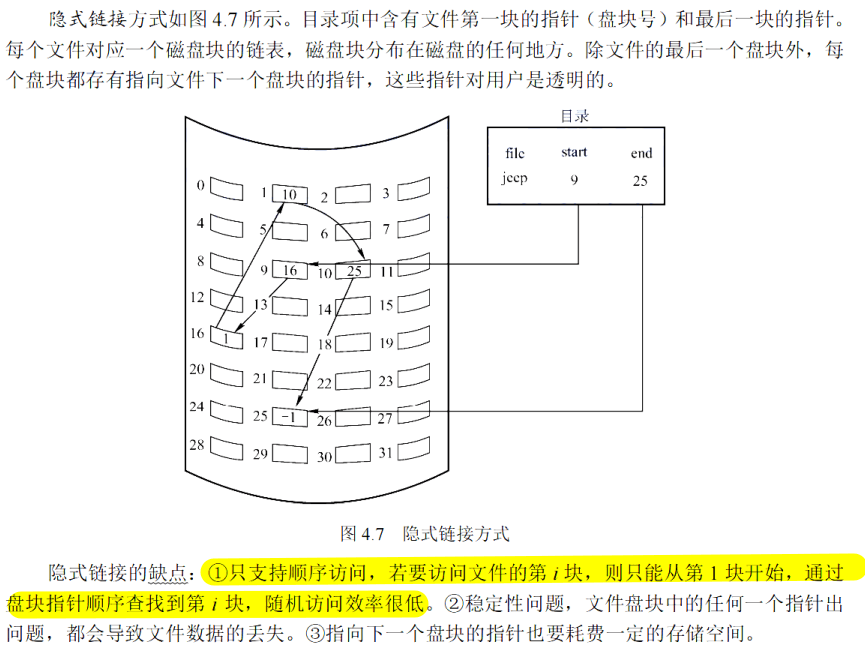 隐式链接方式如图 4.7 所示。目录项中含有文件第一块的指针（盘块号）和最后一块的指针。
每个文件对应一个磁盘块的链表，磁盘块分布在磁盘的任何地方。除文件的最后一个盘块外，每
个盘块都存有指向文件下一个盘块的指针，这些指针对用户是透明的。
目录
file start end
jeep 9 25
0 1 10 2 3
4 5 6 7
8 9 16 10 25 11
12 13 14 15
16 1 17 18 19
20 21 22 23
24 25 -1 26 27
28 29 30 31
图 4.7 隐式链接方式
隐式链接的缺点：①只支持顺序访问，若要访问文件的第 i 块，则只能从第 1 块开始，通过
盘块指针顺序查找到第 i 块，随机访问效率很低。②稳定性问题，文件盘块中的任何一个指针出
问题，都会导致文件数据的丢失。③指向下一个盘块的指针也要耗费一定的存储空间。